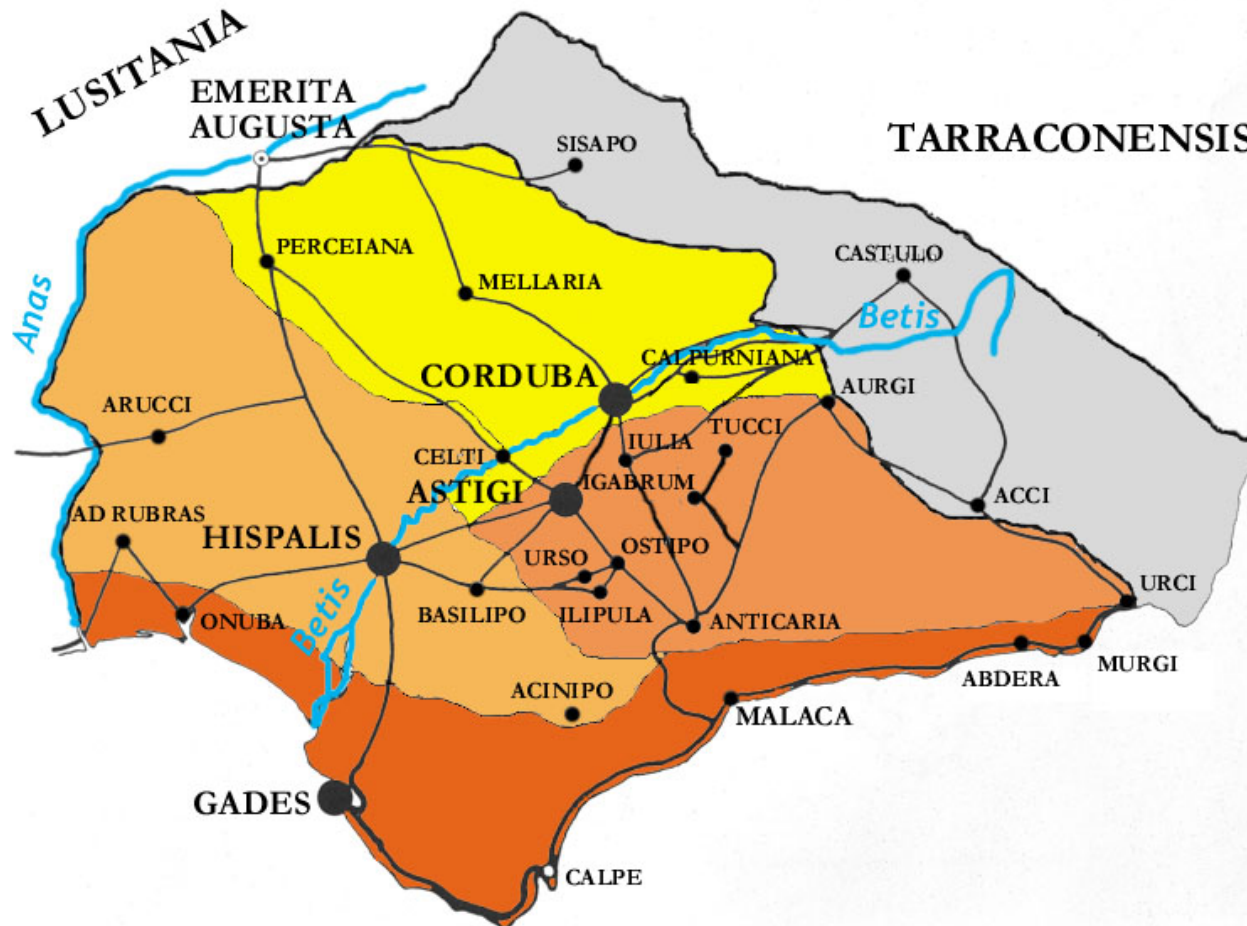 LUSITANIA
EMERITA
AUGUSTA
TARRACONENSIS
SISAPO
PERCEIANA
CASTULO
MELLARIA
Anas
Betis
CALPURNIANA
CORDUBA
AURGI
ARUCCI
TUCCI
IULIA
CELTI
ASTIGI
IGABRUM
ACCI
AD RUBRAS
HISPALIS
OSTIPO
URSO
URCI
BASILIPO
ILIPULA
ONUBA
ANTICARIA
Betis
MURGI
ABDERA
ACINIPO
MALACA
GADES
CALPE